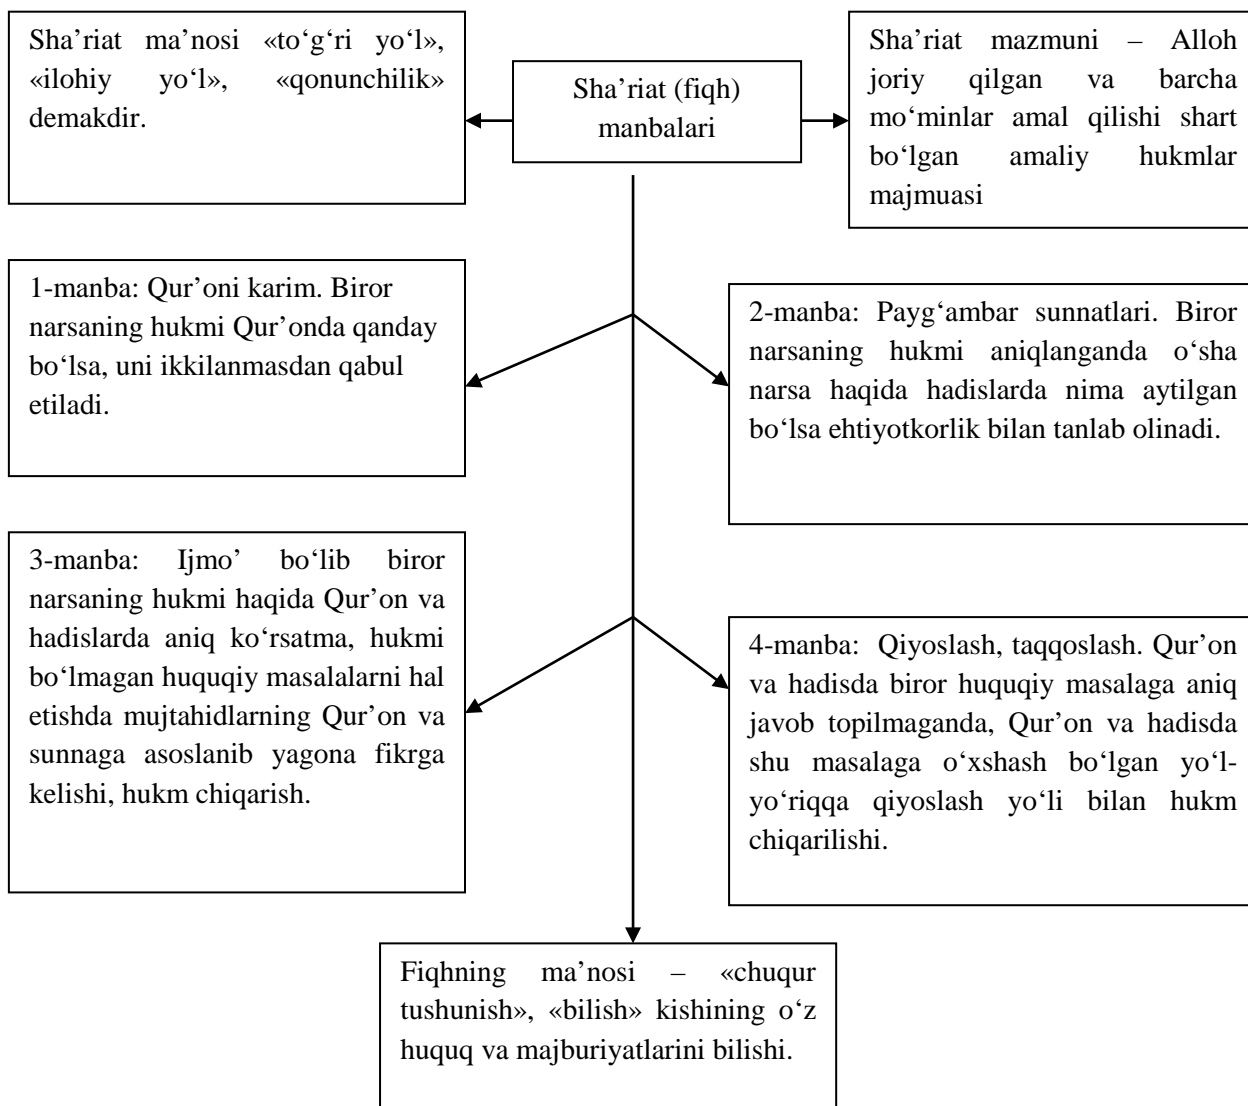 Sha’riat ma’nosi «to‘g‘ri yo‘l»,
«ilohiy yo‘l», «qonunchilik»
demakdir.
Sha’riat (fiqh)
manbalari
Sha’riat mazmuni – Alloh
joriy qilgan va barcha
mo‘minlar amal qilishi shart
bo‘lgan amaliy hukmlar
majmuasi
1-manba: Qur’oni karim. Biror
narsaning hukmi Qur’onda qanday
bo‘lsa, uni ikkilanmasdan qabul
etiladi.
2-manba: Payg‘ambar sunnatlari. Biror
narsaning hukmi aniqlanganda o‘sha
narsa haqida hadislarda nima aytilgan
bo‘lsa ehtiyotkorlik bilan tanlab olinadi.
3-manba: Ijmo’ bo‘lib biror
narsaning hukmi haqida Qur’on va
hadislarda aniq ko‘rsatma, hukmi
bo‘lmagan huquqiy masalalarni hal
etishda mujtahidlarning Qur’on va
sunnaga asoslanib yagona fikrga
kelishi, hukm chiqarish.
4-manba: Qiyoslash, taqqoslash. Qur’on
va hadisda biror huquqiy masalaga aniq
javob topilmaganda, Qur’on va hadisda
shu masalaga o‘xshash bo‘lgan yo‘l-
yo‘riqqa qiyoslash yo‘li bilan hukm
chiqarilishi.
Fiqhning ma’nosi – «chuqur
tushunish», «bilish» kishining o‘z
huquq va majburiyatlarini bilishi.